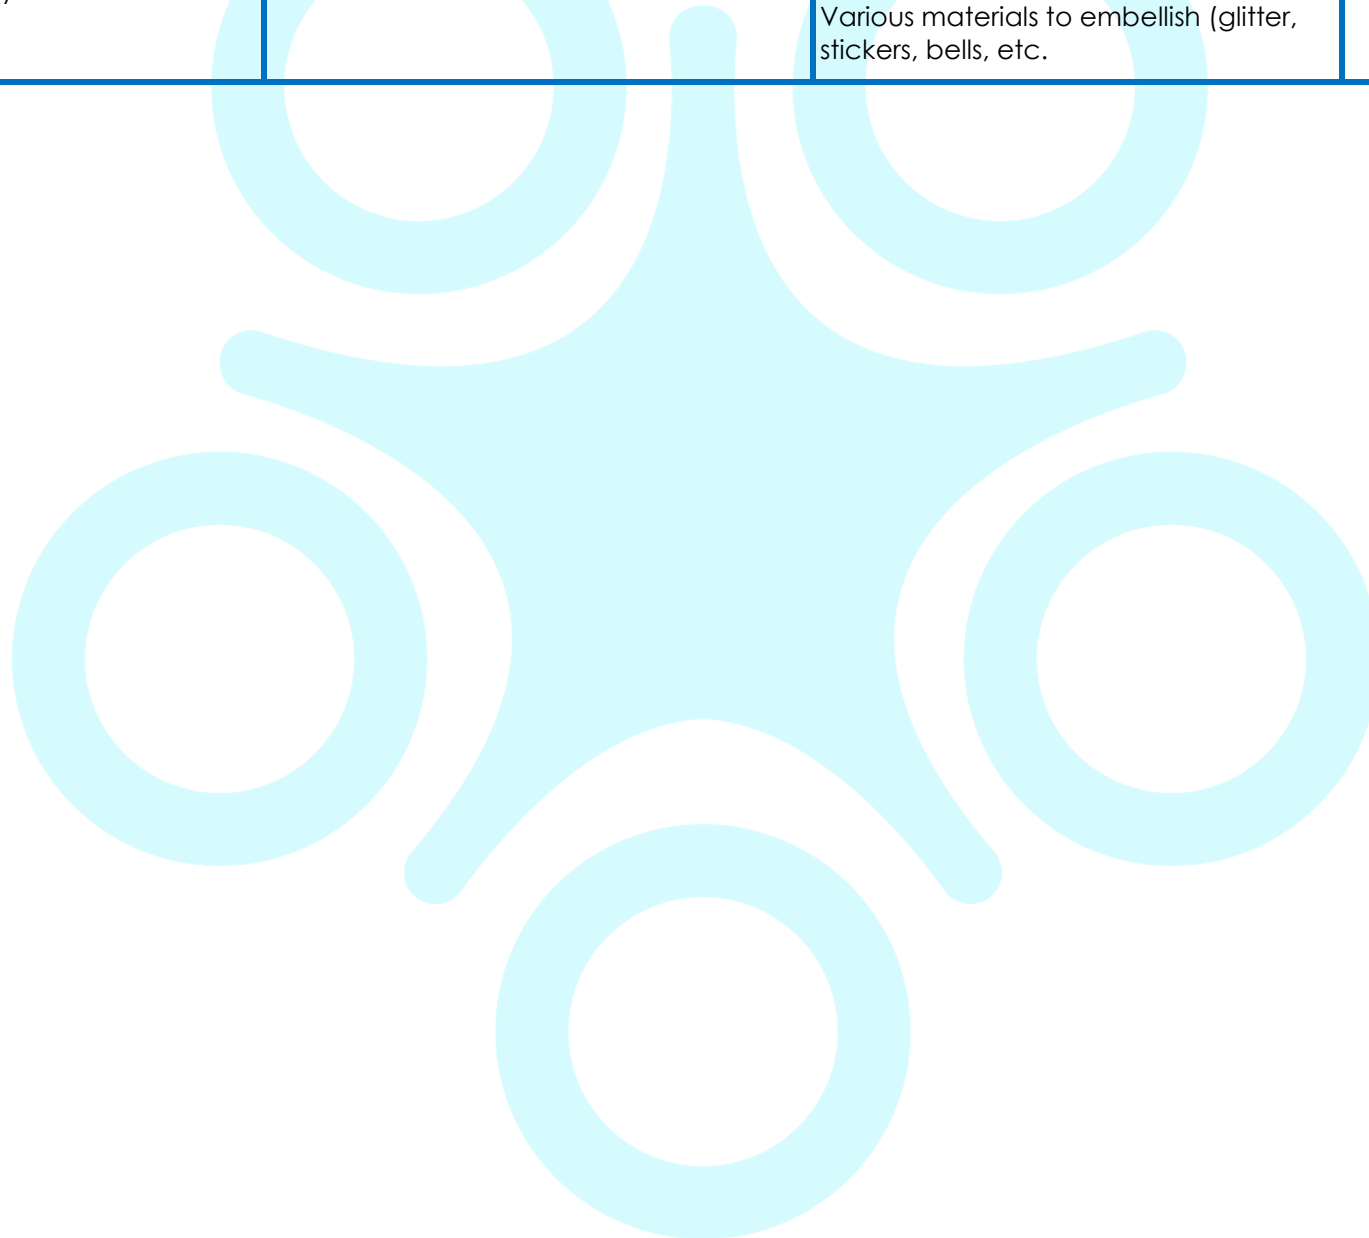 Various materials to embellish (glitter,
stickers, bells, etc.